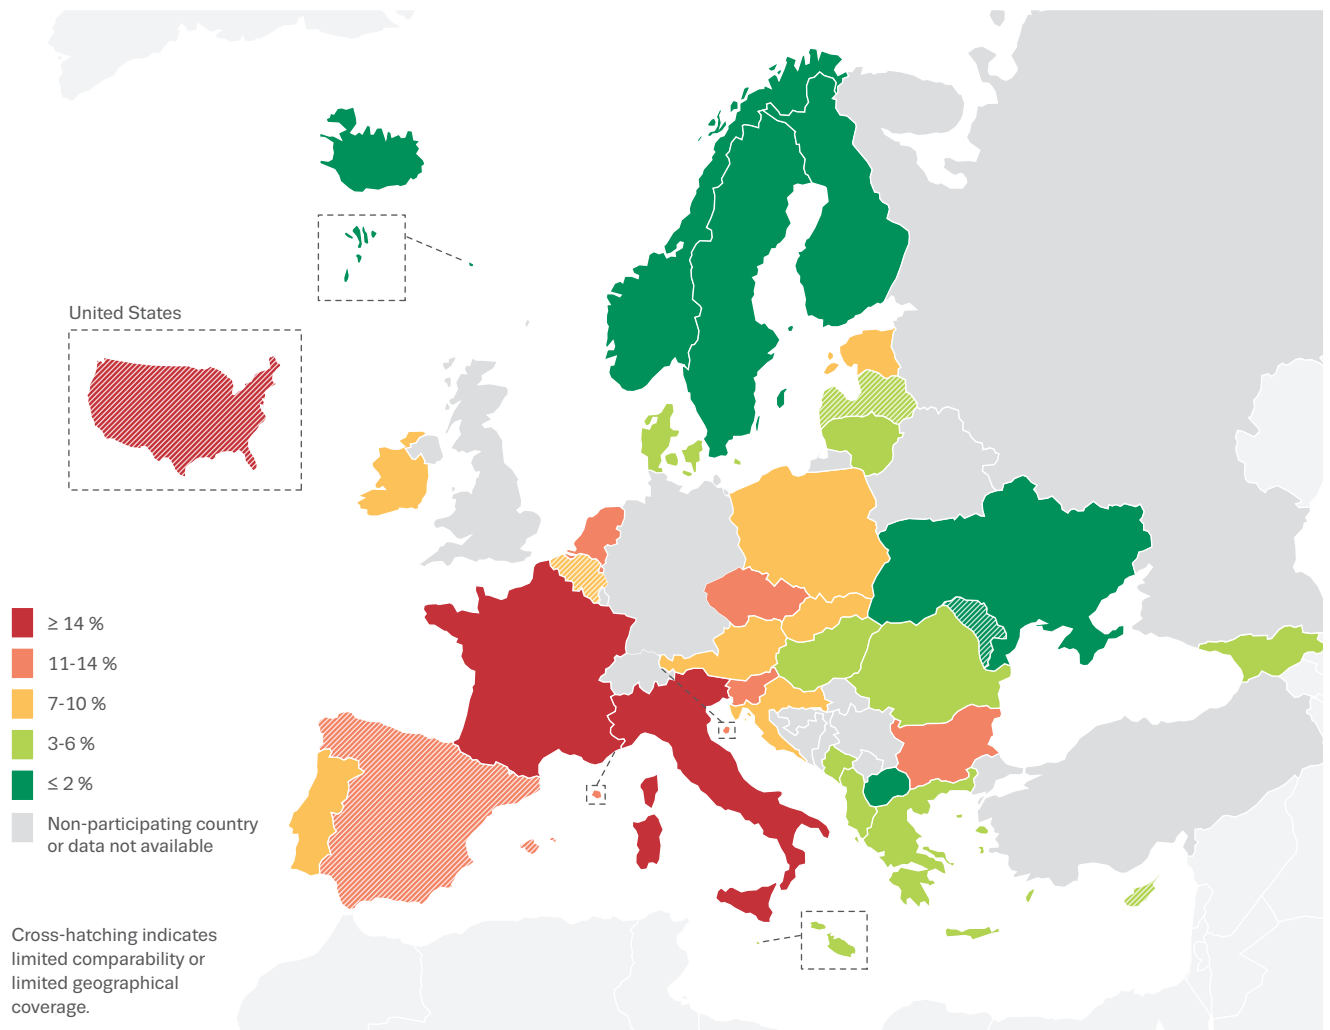 United States
≥ 14 %
11-14 %
7-10 %
3-6 %
≤ 2 %
Non-participating country
or data not available
Cross-hatching indicates
limited comparability or
limited geographical
coverage.